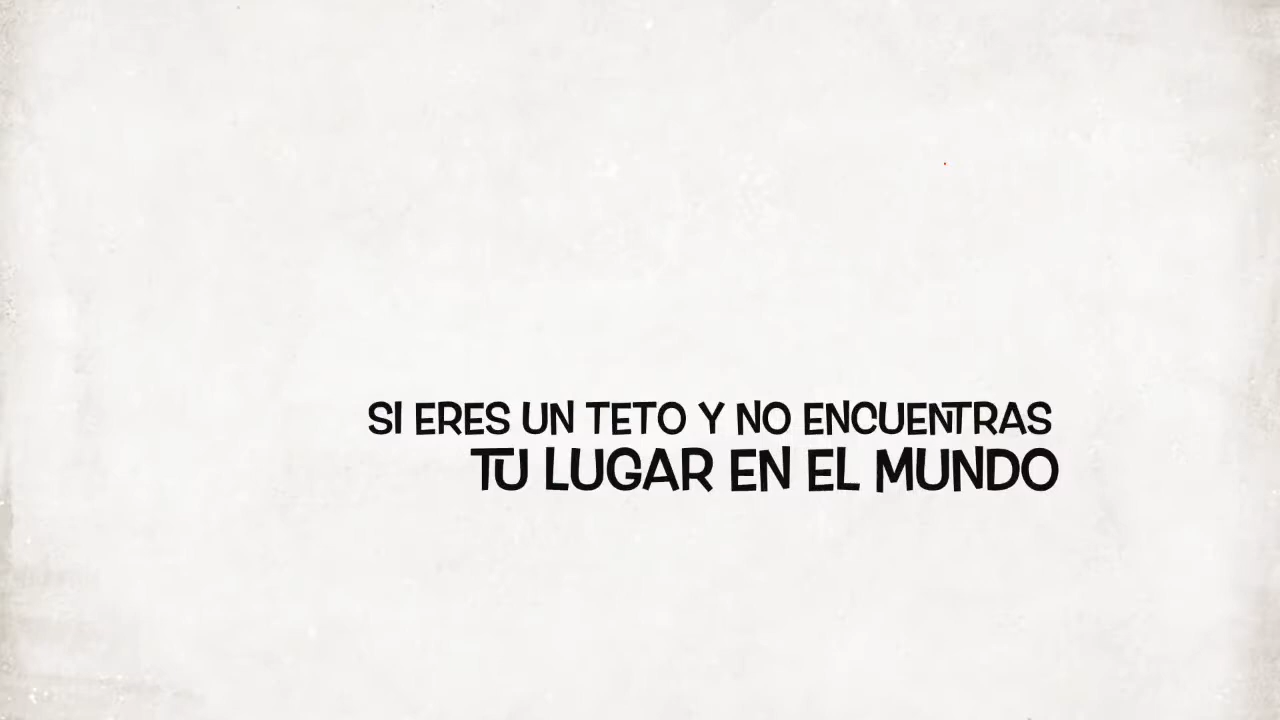 SI ERES UN TETO Y NO ENCUENTRAS
TU LUGAR EN EL MUNDO